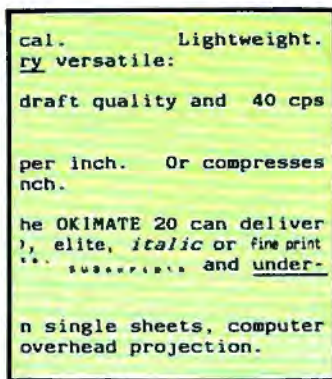 cal. Lightweight.
ry versatile:
draft quality and 40 cps
per inch. Or compresses
nch.
he OKIMATE 20 can deliver
), elite, italic or fine print
subscripts and under-
n single sheets, computer
overhead projection.